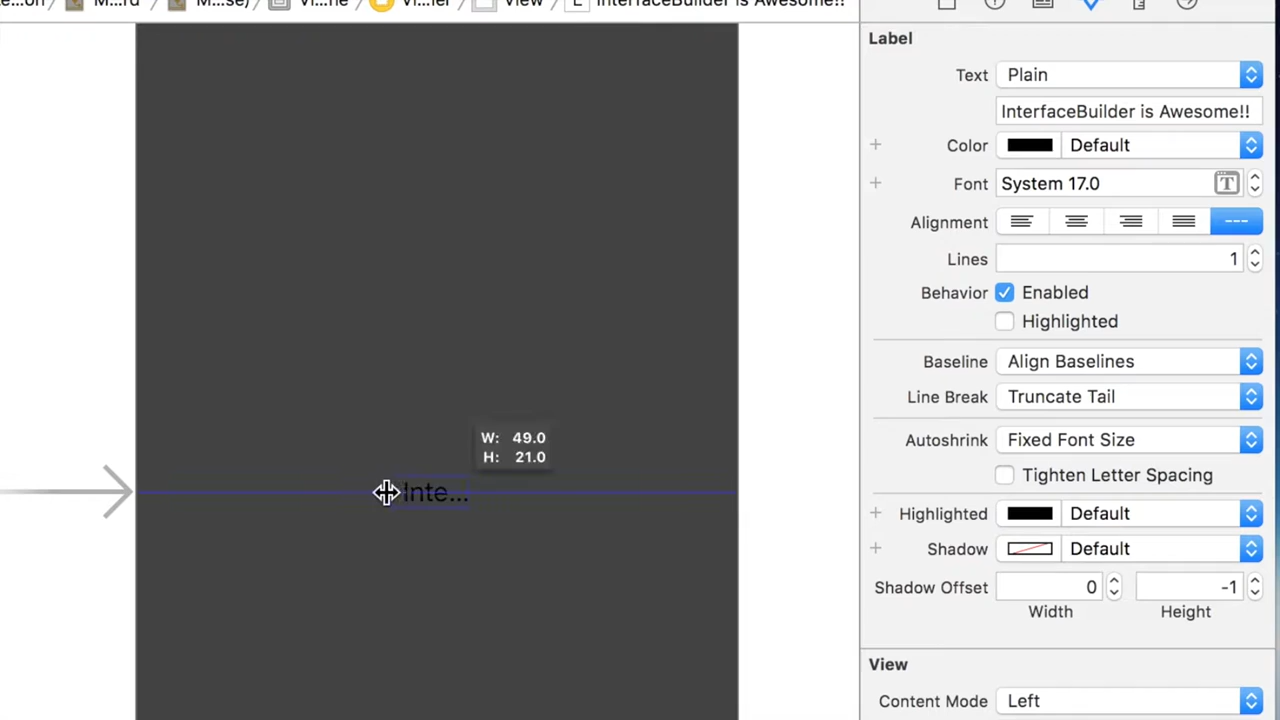 View
InterfaceBuilder is Awesome!!
Label
Text Plain
InterfaceBuilder is Awesome!!
+ Color Default
+ Font System 17.0 T
Alignment ---
Lines 1
Behavior Enabled
Highlighted
Baseline Align Baselines
Line Break Truncate Tail
W: 49.0
H: 21.0
Inte...
Autoshrink Fixed Font Size
Tighten Letter Spacing
+ Highlighted Default
+ Shadow Default
Shadow Offset 0 -1
Width Height
View
Content Mode Left